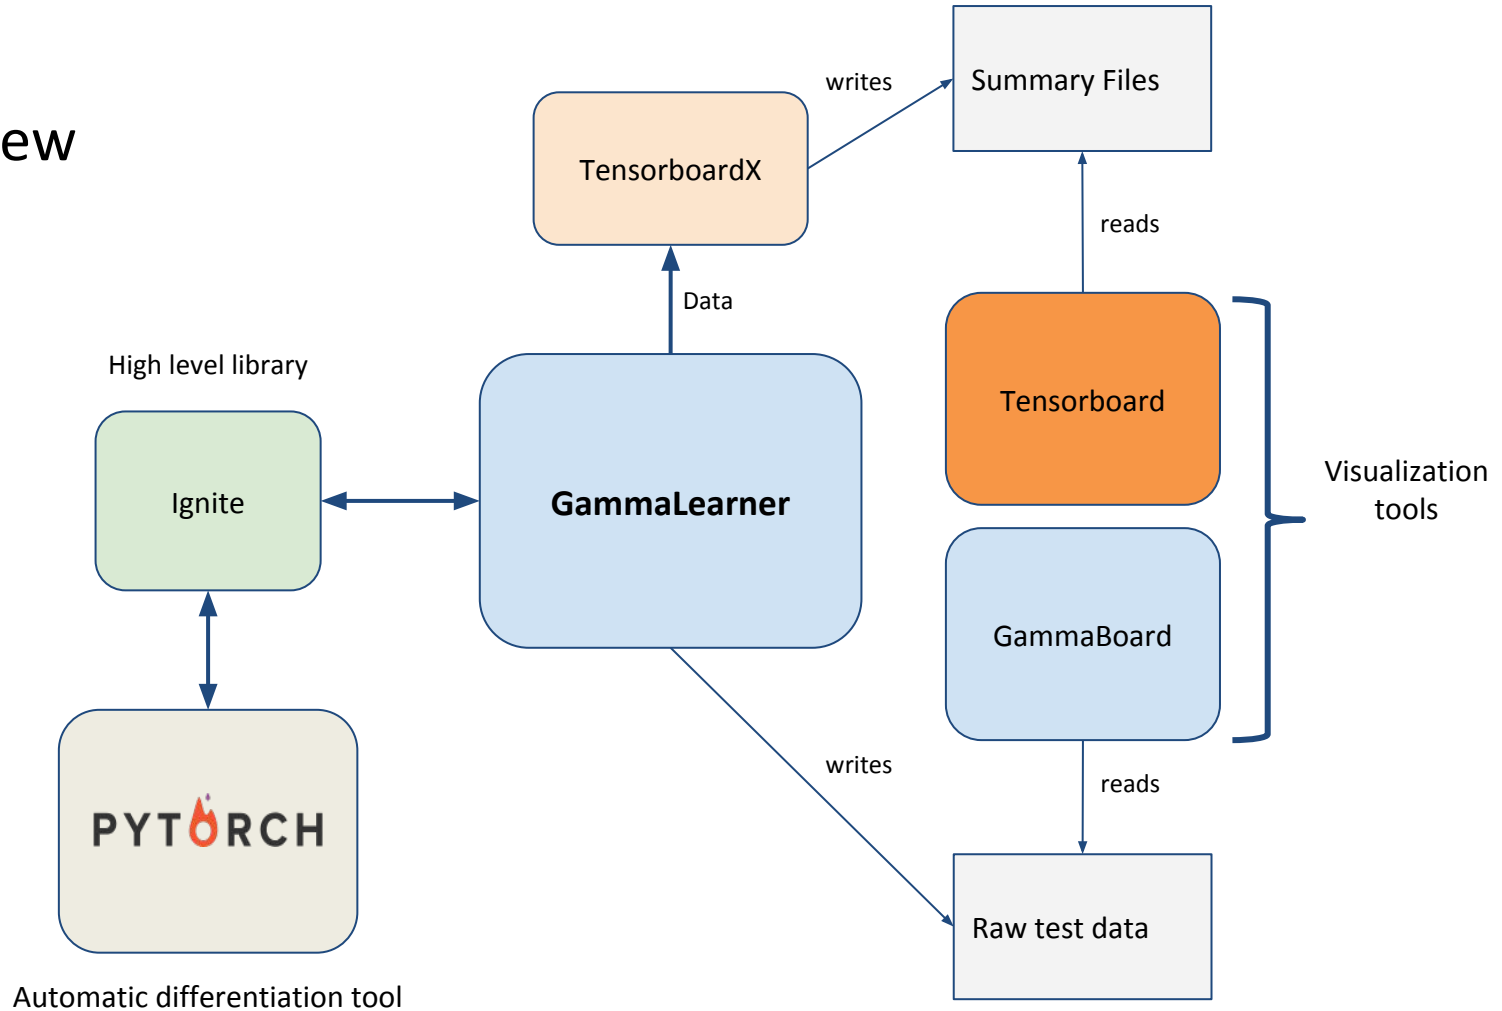 ew
writes
Summary Files
TensorboardX
reads
Data
High level library
Tensorboard
Ignite
GammaLearner
Visualization
tools
GammaBoard
writes
reads
PYTORCH
Raw test data
Automatic differentiation tool